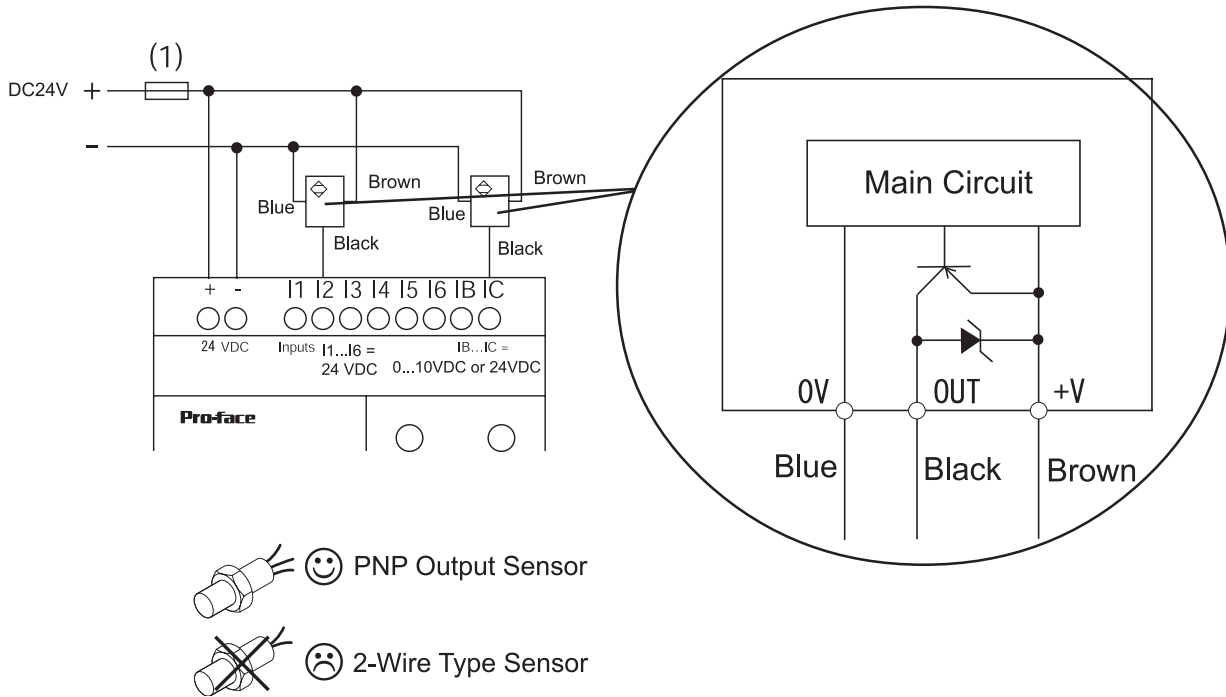 (1)
DC24V + 
-
Brown
Brown
Blue
Blue
Black
Black
+ - I1 I2 I3 I4 I5 I6 IB IC
24 VDC
Inputs
I1...I6 =
24 VDC
IB...IC =
0...10VDC or 24VDC
Pro-face
Main Circuit
0V OUT +V
Blue Black Brown
PNP Output Sensor
2-Wire Type Sensor